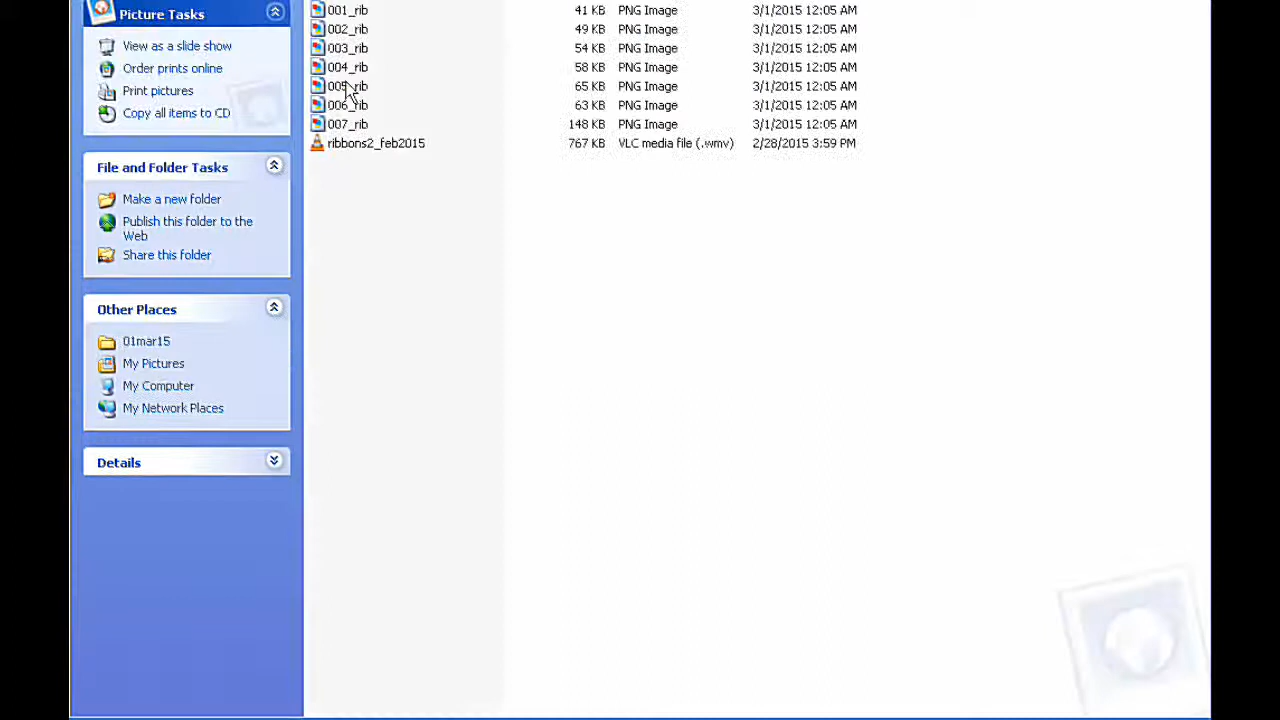 Picture Tasks
View as a slide show
Order prints online
Print pictures
Copy all items to CD
File and Folder Tasks
Make a new folder
Publish this folder to the
Web
Share this folder
Other Places
01mar15
My Pictures
My Computer
My Network Places
Details
001_rib 41 KB PNG Image 3/1/2015 12:05 AM
002_rib 49 KB PNG Image 3/1/2015 12:05 AM
003_rib 54 KB PNG Image 3/1/2015 12:05 AM
004_rib 58 KB PNG Image 3/1/2015 12:05 AM
005_rib 65 KB PNG Image 3/1/2015 12:05 AM
006_rib 63 KB PNG Image 3/1/2015 12:05 AM
007_rib 148 KB PNG Image 3/1/2015 12:05 AM
ribbons2_feb2015 767 KB VLC media file (.wmv) 2/28/2015 3:59 PM